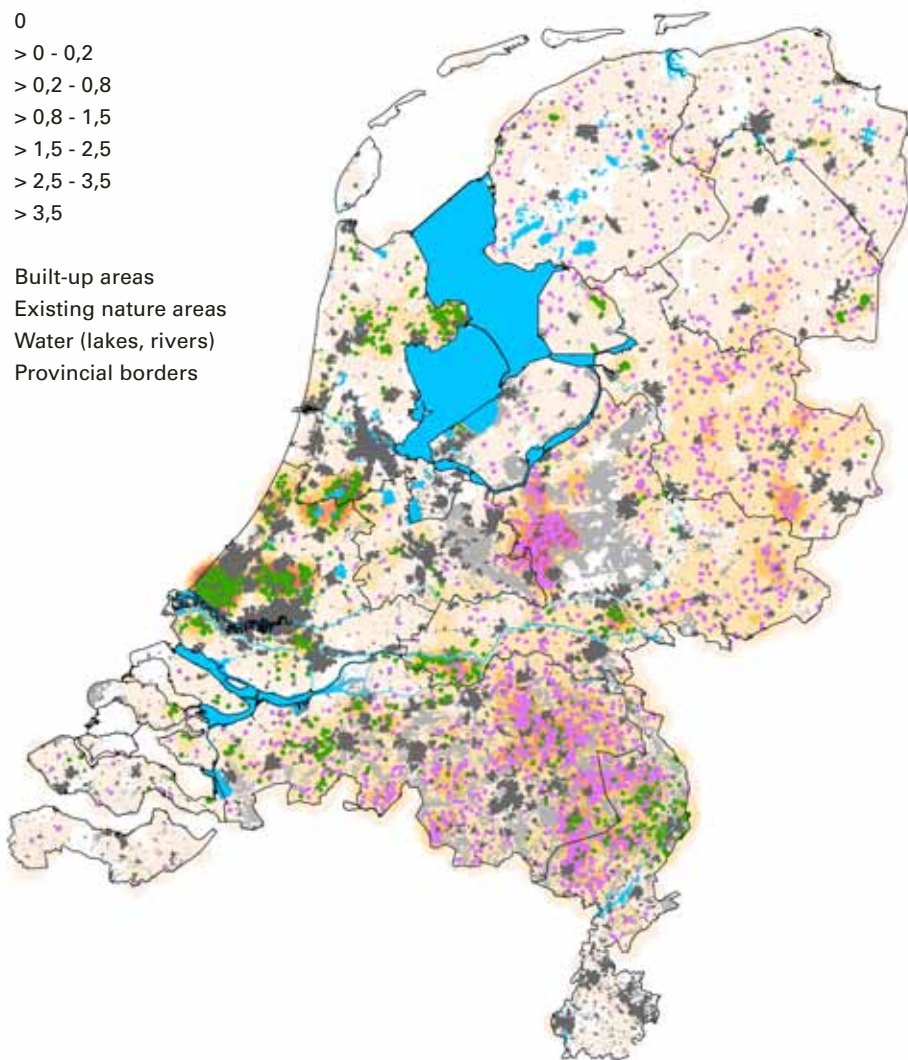 0
> 0 - 0,2
> 0,2 - 0,8
> 0,8 - 1,5
> 1,5 - 2,5
> 2,5 - 3,5
> 3,5
Built-up areas
Existing nature areas
Water (lakes, rivers)
Provincial borders